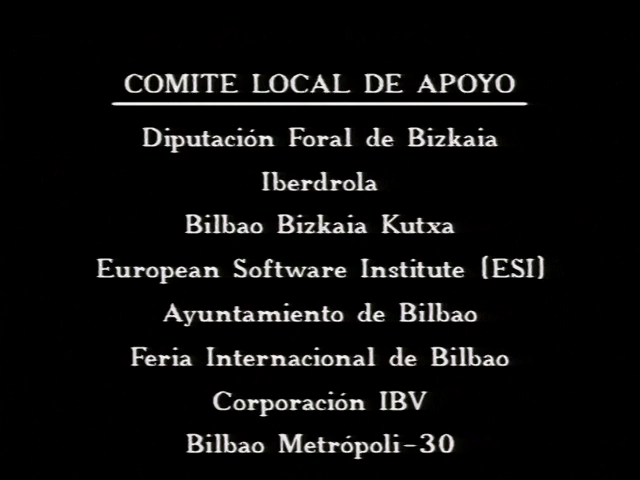 COMITE LOCAL DE APOYO
Diputación Foral de Bizkaia
Iberdrola
Bilbao Bizkaia Kutxa
European Software Institute (ESI)
Ayuntamiento de Bilbao
Feria Internacional de Bilbao
Corporación IBV
Bilbao Metrópoli-30